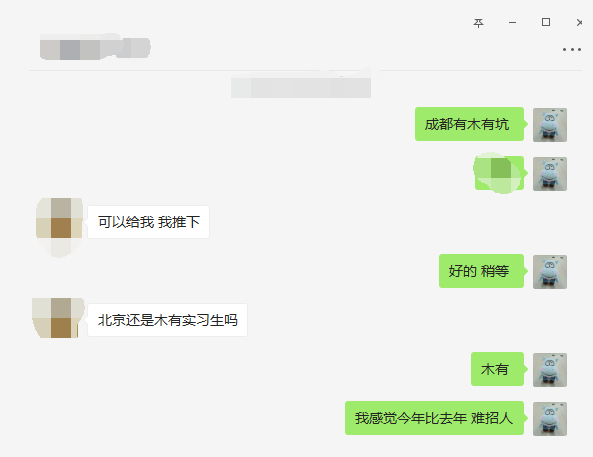 成都有木有坑
可以给我 我推下
好的 稍等
北京还是木有实习生吗
木有
我感觉今年比去年 难招人